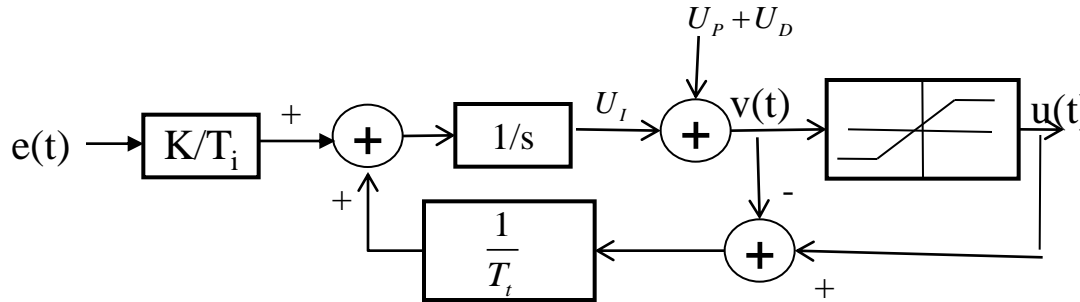 U_P + U_D
e(t)
K/T_i
+
+
1/s
U_I
+
v(t)
u(t)
+
1
T_t
-
+
+